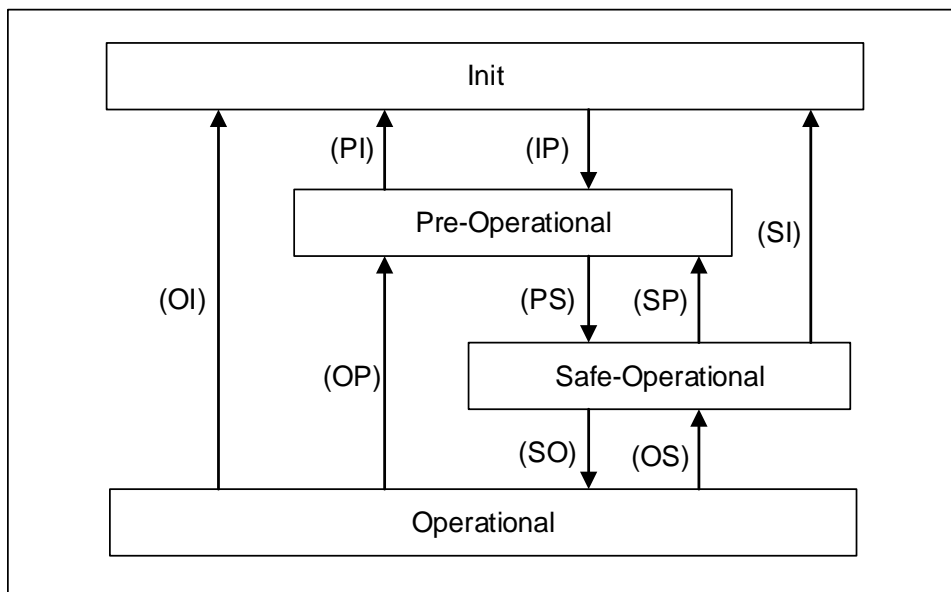 Init
(PI)
(IP)
Pre-Operational
(SI)
(OI)
(PS)
(SP)
Safe-Operational
(OP)
(SO)
(OS)
Operational